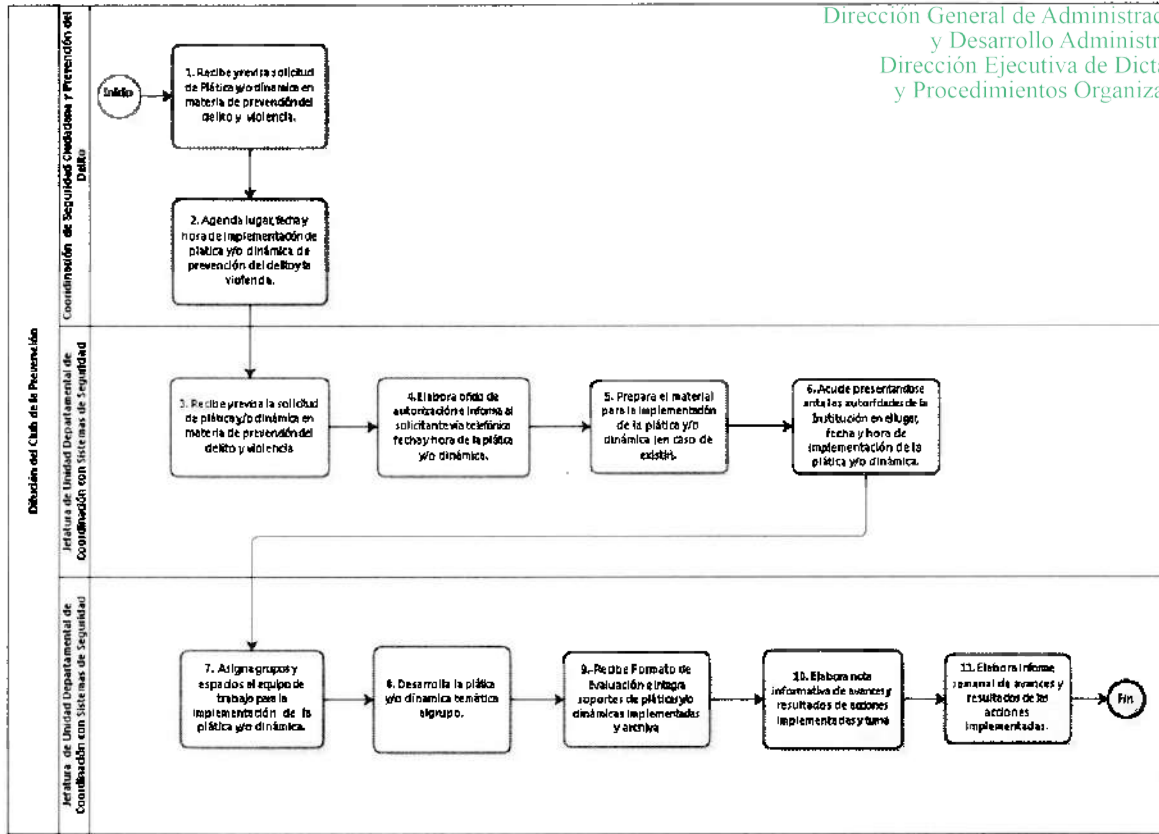 Dirección General de Administrac
y Desarrollo Administr
Dirección Ejecutiva de Dicta
y Procedimientos Organiza
Difución del Club de la Prevención
Coordinación de Seguridad Ciudadana y Prevención del
Delito
Inicio
1. Recibe y revisa solicitud
de Plática y/o dinamica en
materia de prevención del
delito y violencia.
2. Agenda lugar, fecha y
hora de implementación de
platica y/o dinámica de
prevención del delito y la
violencia.
Jefatura de Unidad Departamental de
Coordinación con Sistemas de Seguridad
3. Recibe y revisa la solicitud
de plática y/o dinámica en
materia de prevención del
delito y violencia
4. Elabora oficio de
autorización e informa al
solicitante vía telefónica
fecha y hora de la plática
y/o dinámica.
5. Prepara el material
para la implementación
de la plática y/o
dinámica (en caso de
existir).
6. Acude presentandose
ante las autoridades de la
Institución en el lugar,
fecha y hora de
implementación de la
plática y/o dinámica.
Jefatura de Unidad Departamental de
Coordinación con Sistemas de Seguridad
7. Asigna grupos y
espacios al equipo de
trabajo para la
implementación de la
plática y/o dinámica.
8. Desarrolla la plática
y/o dinamica temática
al grupo.
9. Recibe Formato de
Evaluación e integra
soportes de pláticas y/o
dinámicas implementadas
y archiva
10. Elabora nota
informativa de avances y
resultados de acciones
implementadas y turna
11. Elabora informe
semanal de avances y
resultados de las
acciones
implementadas.
Fin